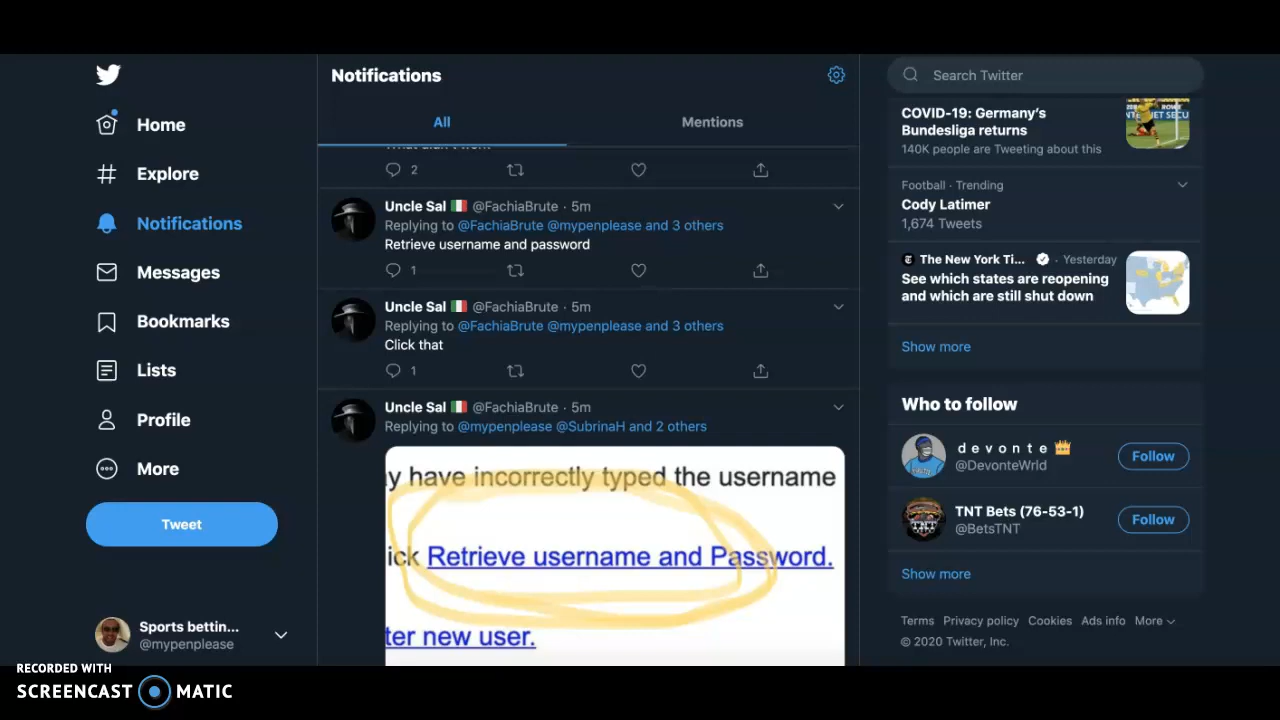 Home
Explore
Notifications
Messages
Bookmarks
Lists
Profile
More
Tweet
Sports bettin...
@mypenplease
Notifications
All
Mentions
What didn't work
2
Uncle Sal 🇮🇹 @FachiaBrute · 5m
Replying to @FachiaBrute @mypenplease and 3 others
Retrieve username and password
1
Uncle Sal 🇮🇹 @FachiaBrute · 5m
Replying to @FachiaBrute @mypenplease and 3 others
Click that
1
Uncle Sal 🇮🇹 @FachiaBrute · 5m
Replying to @mypenplease @SubrinaH and 2 others
y have incorrectly typed the username
ick Retrieve username and Password.
ter new user.
Search Twitter
COVID-19: Germany's
Bundesliga returns
140K people are Tweeting about this
Football · Trending
Cody Latimer
1,674 Tweets
The New York Ti... · Yesterday
See which states are reopening
and which are still shut down
Show more
Who to follow
d e v o n t e 👑
@DevonteWrld
Follow
TNT Bets (76-53-1)
@BetsTNT
Follow
Show more
Terms Privacy policy Cookies Ads info More
© 2020 Twitter, Inc.
RECORDED WITH
SCREENCAST MATIC